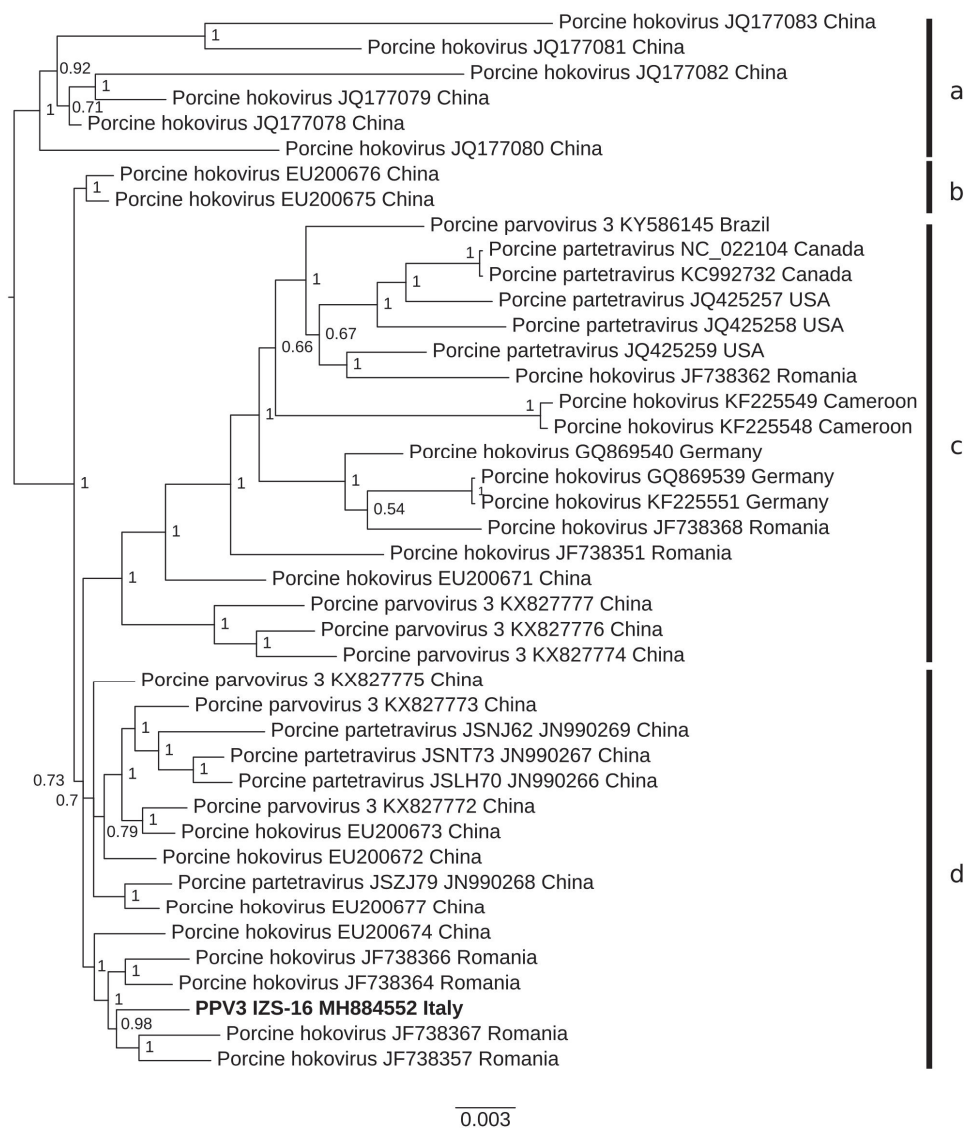 Porcine hokovirus JQ177083 China
1
Porcine hokovirus JQ177081 China
0.92
Porcine hokovirus JQ177082 China
1
a
Porcine hokovirus JQ177079 China
1
0.71
Porcine hokovirus JQ177078 China
Porcine hokovirus JQ177080 China
Porcine hokovirus EU200676 China
1
b
Porcine hokovirus EU200675 China
Porcine parvovirus 3 KY586145 Brazil
Porcine partetravirus NC_022104 Canada
1
Porcine partetravirus KC992732 Canada
1
1
Porcine partetravirus JQ425257 USA
1
Porcine partetravirus JQ425258 USA
0.67
0.66
Porcine partetravirus JQ425259 USA
1
Porcine hokovirus JF738362 Romania
Porcine hokovirus KF225549 Cameroon
1
1
Porcine hokovirus KF225548 Cameroon
c
Porcine hokovirus GQ869540 Germany
Porcine hokovirus GQ869539 Germany
1
1
1
1
Porcine hokovirus KF225551 Germany
0.54
Porcine hokovirus JF738368 Romania
1
Porcine hokovirus JF738351 Romania
1
Porcine hokovirus EU200671 China
Porcine parvovirus 3 KX827777 China
1
Porcine parvovirus 3 KX827776 China
1
Porcine parvovirus 3 KX827774 China
Porcine parvovirus 3 KX827775 China
Porcine parvovirus 3 KX827773 China
1
Porcine partetravirus JSNJ62 JN990269 China
1
Porcine partetravirus JSNT73 JN990267 China
1
1
Porcine partetravirus JSLH70 JN990266 China
0.73
0.7
Porcine parvovirus 3 KX827772 China
1
0.79
Porcine hokovirus EU200673 China
Porcine hokovirus EU200672 China
d
Porcine partetravirus JSZJ79 JN990268 China
1
Porcine hokovirus EU200677 China
Porcine hokovirus EU200674 China
Porcine hokovirus JF738366 Romania
1
1
Porcine hokovirus JF738364 Romania
1
PPV3 IZS-16 MH884552 Italy
0.98
Porcine hokovirus JF738367 Romania
1
Porcine hokovirus JF738357 Romania
0.003